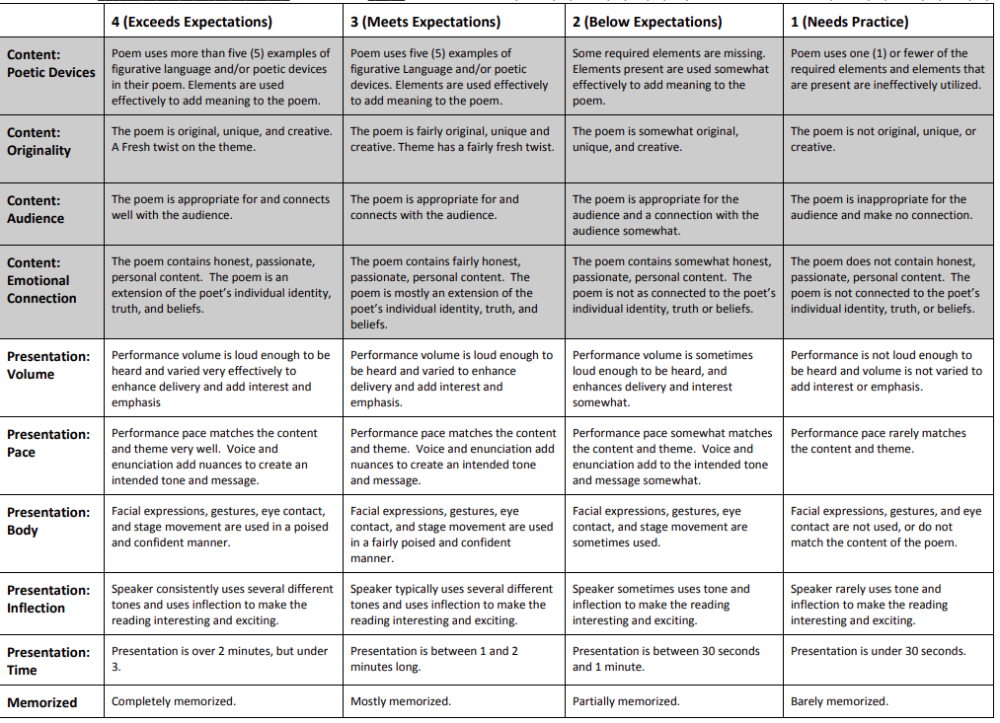 4 (Exceeds Expectations) 3 (Meets Expectations) 2 (Below Expectations) 1 (Needs Practice)
Content:
Poetic Devices
Poem uses more than five (5) examples of
figurative language and/or poetic devices
in their poem. Elements are used
effectively to add meaning to the poem.
Poem uses five (5) examples of
figurative Language and/or poetic
devices. Elements are used effectively
to add meaning to the poem.
Some required elements are missing.
Elements present are used somewhat
effectively to add meaning to the
poem.
Poem uses one (1) or fewer of the
required elements and elements that
are present are ineffectively utilized.
Content:
Originality
The poem is original, unique, and creative.
A Fresh twist on the theme.
The poem is fairly original, unique and
creative. Theme has a fairly fresh twist.
The poem is somewhat original,
unique, and creative.
The poem is not original, unique, or
creative.
Content:
Audience
The poem is appropriate for and connects
well with the audience.
The poem is appropriate for and
connects with the audience.
The poem is appropriate for the
audience and a connection with the
audience somewhat.
The poem is inappropriate for the
audience and make no connection.
Content:
Emotional
Connection
The poem contains honest, passionate,
personal content. The poem is an
extension of the poet's individual identity,
truth, and beliefs.
The poem contains fairly honest,
passionate, personal content. The
poem is mostly an extension of the
poet's individual identity, truth, and
beliefs.
The poem contains somewhat honest,
passionate, personal content. The
poem is not as connected to the poet's
individual identity, truth or beliefs.
The poem does not contain honest,
passionate, personal content. The
poem is not connected to the poet's
individual identity, truth, or beliefs.
Presentation:
Volume
Performance volume is loud enough to be
heard and varied very effectively to
enhance delivery and add interest and
emphasis
Performance volume is loud enough to
be heard and varied to enhance
delivery and add interest and
emphasis.
Performance volume is sometimes
loud enough to be heard, and
enhances delivery and interest
somewhat.
Performance is not loud enough to
be heard and volume is not varied to
add interest or emphasis.
Presentation:
Pace
Performance pace matches the content
and theme very well. Voice and
enunciation add nuances to create an
intended tone and message.
Performance pace matches the content
and theme. Voice and enunciation add
nuances to create an intended tone
and message.
Performance pace somewhat matches
the content and theme. Voice and
enunciation add to the intended tone
and message somewhat.
Performance pace rarely matches
the content and theme.
Presentation:
Body
Facial expressions, gestures, eye contact,
and stage movement are used in a poised
and confident manner.
Facial expressions, gestures, eye
contact, and stage movement are used
in a fairly poised and confident
manner.
Facial expressions, gestures, eye
contact, and stage movement are
sometimes used.
Facial expressions, gestures, and eye
contact are not used, or do not
match the content of the poem.
Presentation:
Inflection
Speaker consistently uses several different
tones and uses inflection to make the
reading interesting and exciting.
Speaker typically uses several different
tones and uses inflection to make the
reading interesting and exciting.
Speaker sometimes uses tone and
inflection to make the reading
interesting and exciting.
Speaker rarely uses tone and
inflection to make the reading
interesting and exciting.
Presentation:
Time
Presentation is over 2 minutes, but under
3.
Presentation is between 1 and 2
minutes long.
Presentation is between 30 seconds
and 1 minute.
Presentation is under 30 seconds.
Memorized
Completely memorized.
Mostly memorized.
Partially memorized.
Barely memorized.